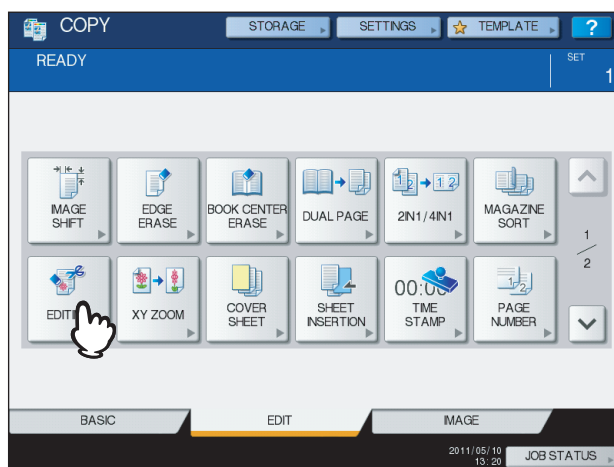 COPY
STORAGE
SETTINGS
TEMPLATE
?
READY
SET
1
IMAGE
SHIFT
EDGE
ERASE
BOOK CENTER
ERASE
DUAL PAGE
2IN1/4IN1
MAGAZINE
SORT
1
2
XY ZOOM
COVER
SHEET
SHEET
INSERTION
TIME
STAMP
PAGE
NUMBER
BASIC
EDIT
IMAGE
2011/05/10
13:20
JOB STATUS